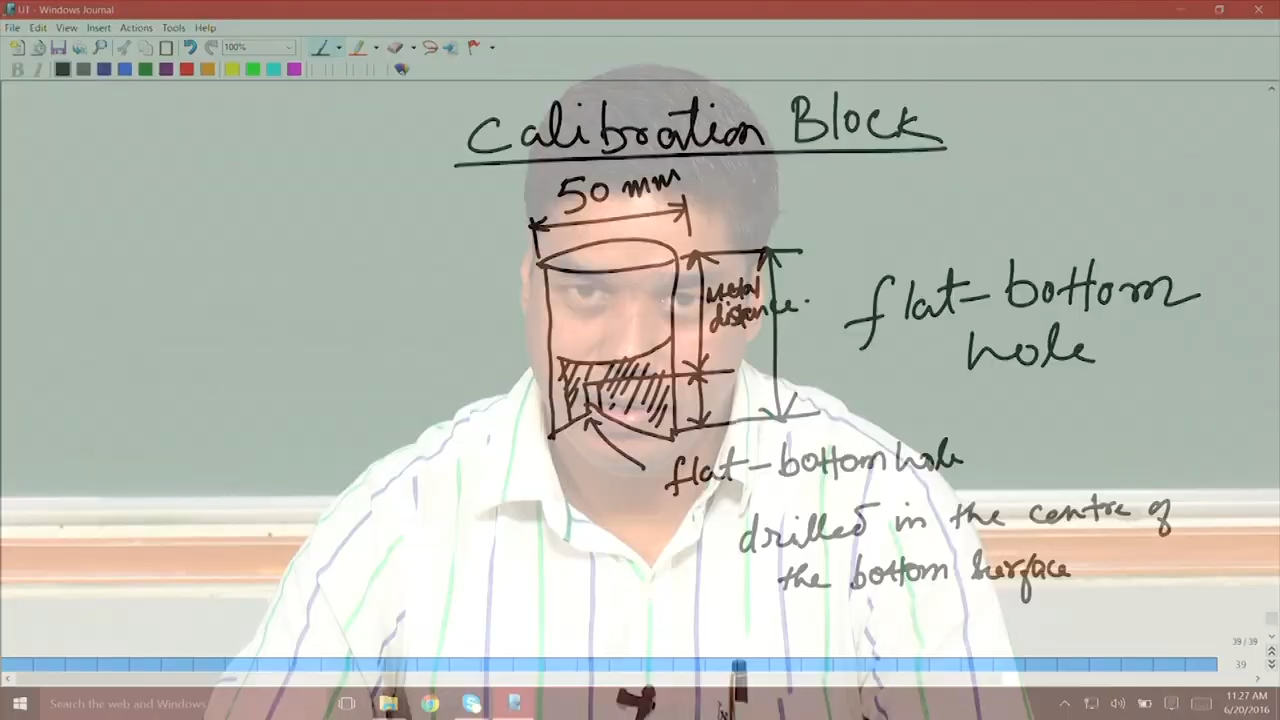 UT - Windows Journal
File Edit View Insert Actions Tools Help
100%
Calibration Block
50 mm
Metal
distance.
flat-bottom
hole
flat-bottom hole
drilled in the centre of
the bottom surface
39 / 39
39
Search the web and Windows
11:27 AM
6/20/2016